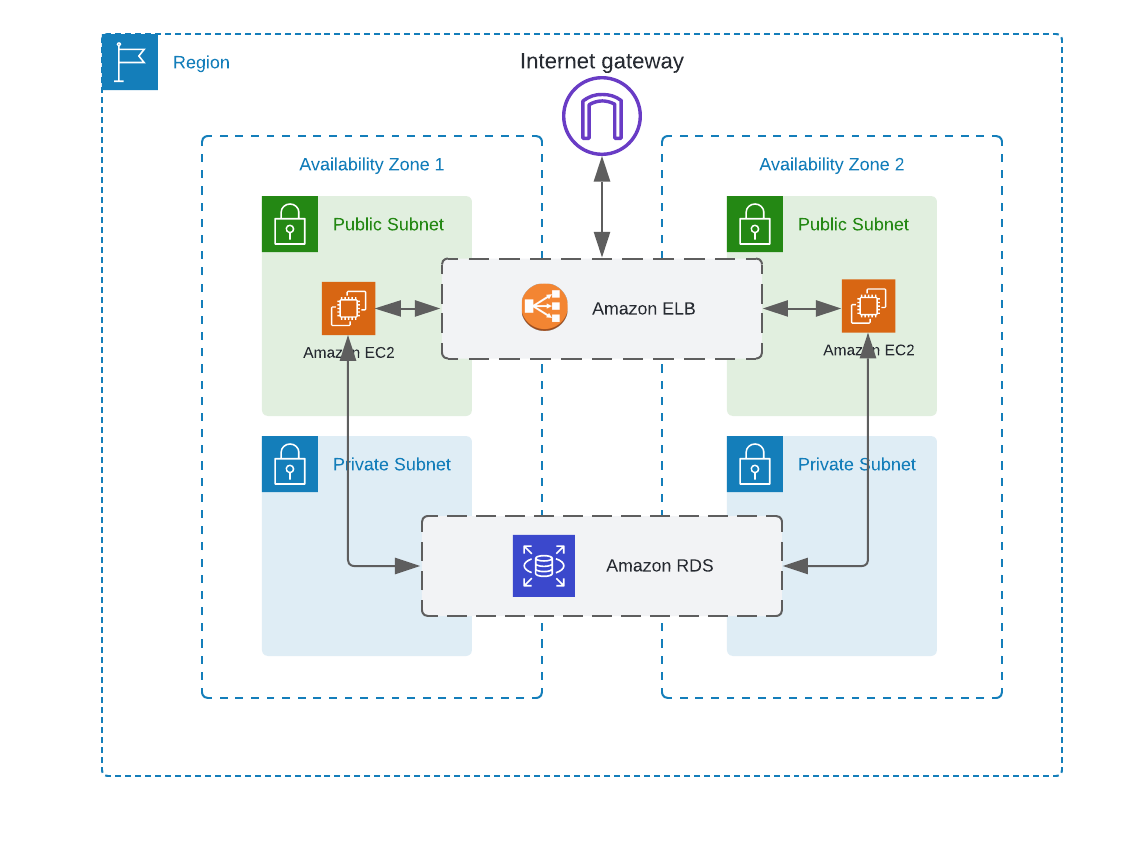 Region
Internet gateway
Availability Zone 1
Availability Zone 2
Public Subnet
Public Subnet
Amazon ELB
Amazon EC2
Amazon EC2
Private Subnet
Private Subnet
Amazon RDS